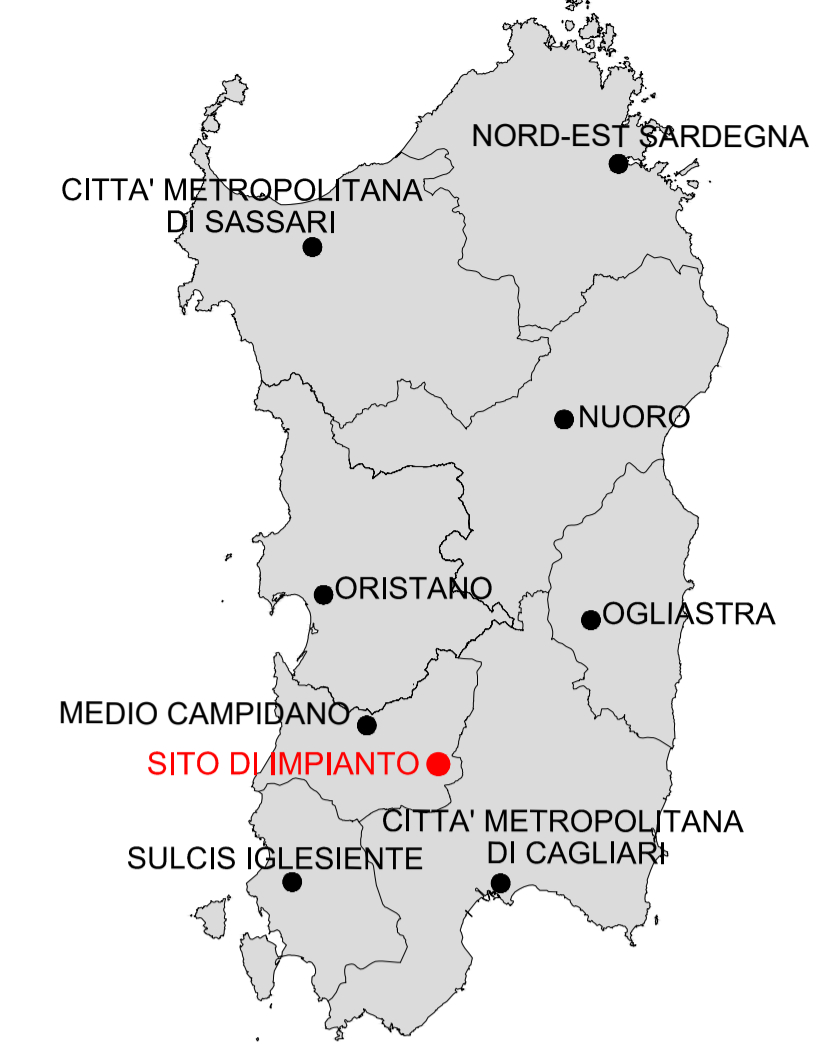 NORD-EST SARDEGNA
CITTA' METROPOLITANA
DI SASSARI
NUORO
ORISTANO
OGLIASTRA
MEDIO CAMPIDANO
SITO DI IMPIANTO
CITTA' METROPOLITANA
DI CAGLIARI
SULCIS IGLESIENTE